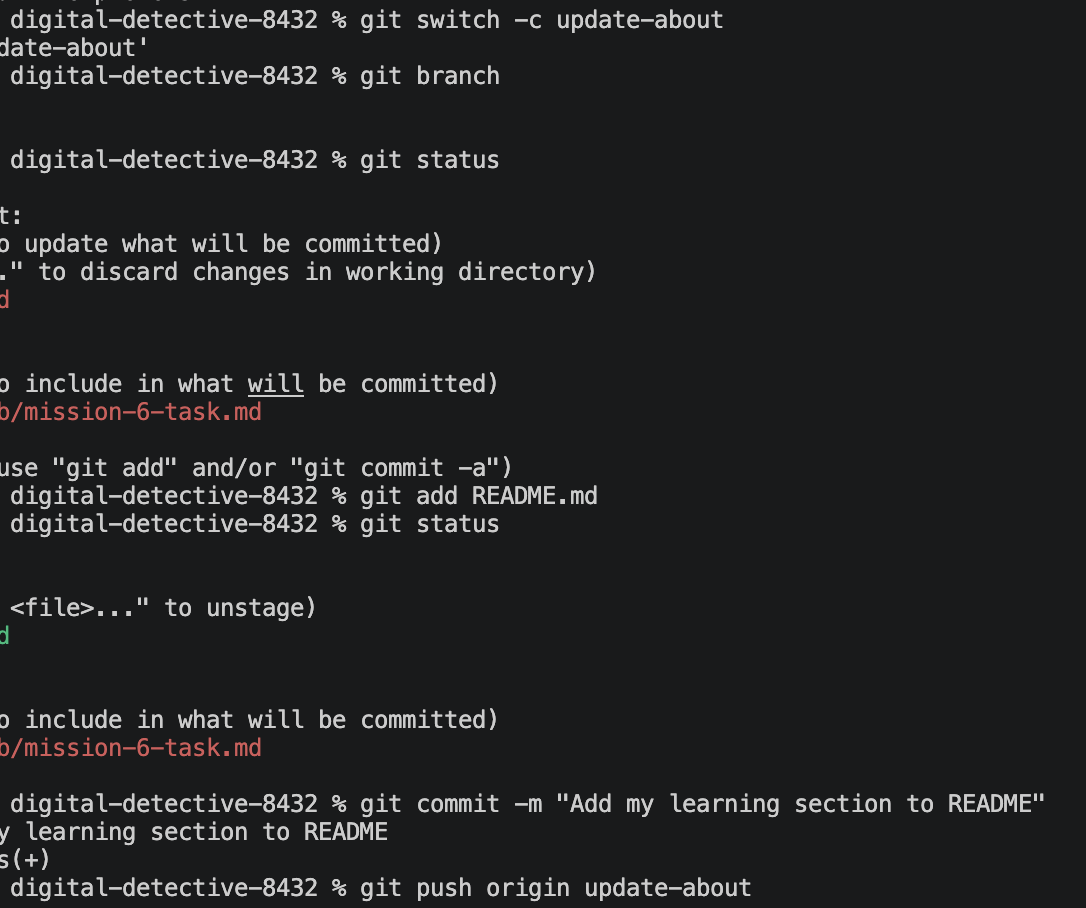 digital-detective-8432 % git switch -c update-about
date-about'
digital-detective-8432 % git branch
digital-detective-8432 % git status
t:
o update what will be committed)
." to discard changes in working directory)
d
o include in what will be committed)
b/mission-6-task.md
use "git add" and/or "git commit -a")
digital-detective-8432 % git add README.md
digital-detective-8432 % git status
<file>..." to unstage)
d
o include in what will be committed)
b/mission-6-task.md
digital-detective-8432 % git commit -m "Add my learning section to README"
y learning section to README
s(+)
digital-detective-8432 % git push origin update-about